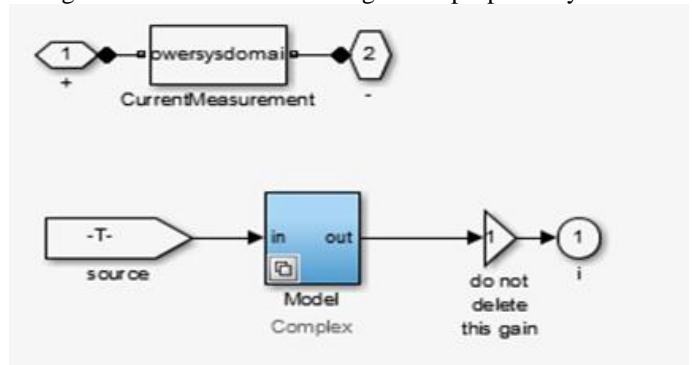 1
owersysdomai
2
+
CurrentMeasurement
-
-T-
in
out
1
1
source
Model
i
do not
delete
this gain
Complex